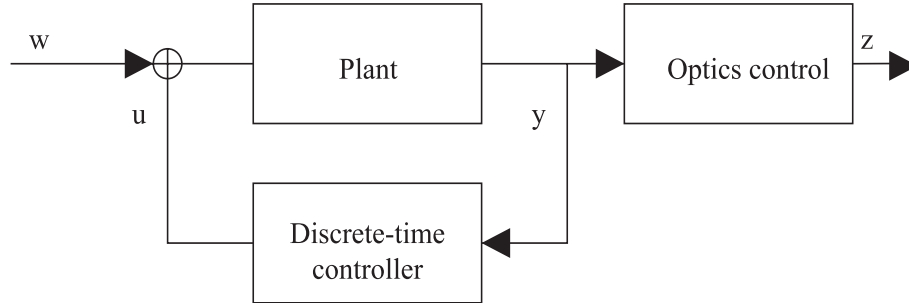 w
z
Plant
Optics control
u
y
Discrete-time
controller